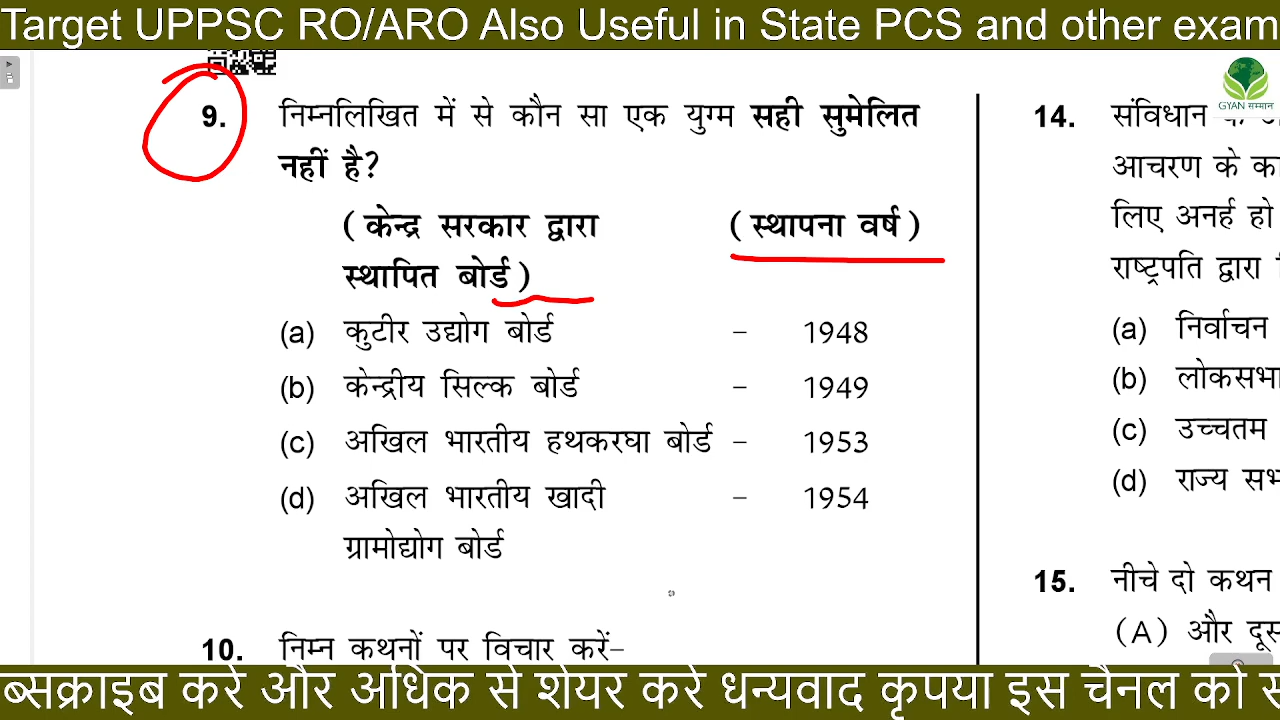 Target UPPSC RO/ARO Also Useful in State PCS and other exam
GYAN सम्मान
9. निम्नलिखित में से कौन सा एक युग्म सही सुमेलित
नहीं है?
(केन्द्र सरकार द्वारा (स्थापना वर्ष)
स्थापित बोर्ड)
(a) कुटीर उद्योग बोर्ड – 1948
(b) केन्द्रीय सिल्क बोर्ड – 1949
(c) अखिल भारतीय हथकरघा बोर्ड – 1953
(d) अखिल भारतीय खादी – 1954
ग्रामोद्योग बोर्ड
10. निम्न कथनों पर विचार करें–
14. संविधान के
आचरण के
लिए अनर्ह हो
राष्ट्रपति द्वारा
(a) निर्वाचन
(b) लोकसभा
(c) उच्चतम
(d) राज्य
15. नीचे दो कथन
(A) और
ब्सक्राइब करे और अधिक से शेयर करे धन्यवाद कृपया इस चैनल को